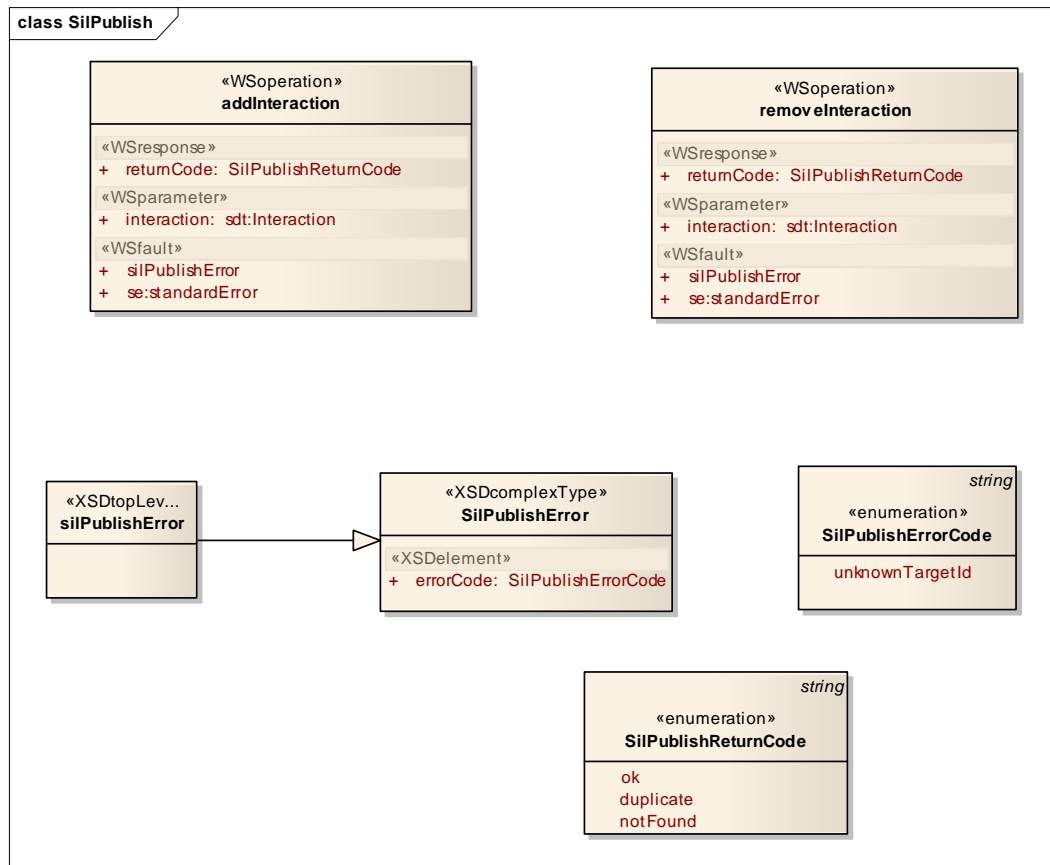 class SilPublish
«WSoperation»
addInteraction
«WSresponse»
+ returnCode: SilPublishReturnCode
«WSparameter»
+ interaction: sdt:Interaction
«WSfault»
+ silPublishError
+ se:standardError
«WSoperation»
removeInteraction
«WSresponse»
+ returnCode: SilPublishReturnCode
«WSparameter»
+ interaction: sdt:Interaction
«WSfault»
+ silPublishError
+ se:standardError
«XSDtopLev...
silPublishError
«XSDcomplexType»
SilPublishError
«XSDelement»
+ errorCode: SilPublishErrorCode
string
«enumeration»
SilPublishErrorCode
unknownTargetId
string
«enumeration»
SilPublishReturnCode
ok
duplicate
notFound